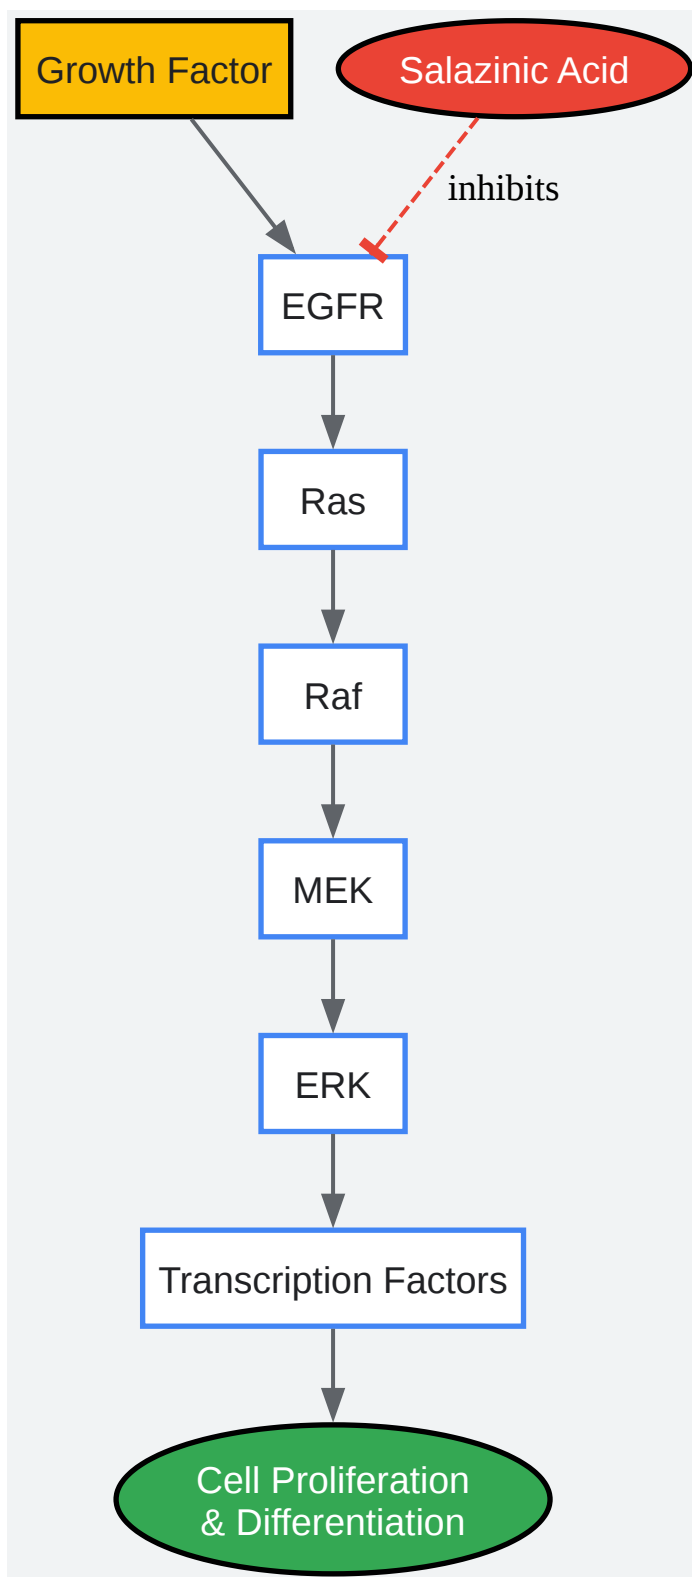 Growth Factor
Salazinic Acid
inhibits
EGFR
Ras
Raf
MEK
ERK
Transcription Factors
Cell Proliferation
& Differentiation